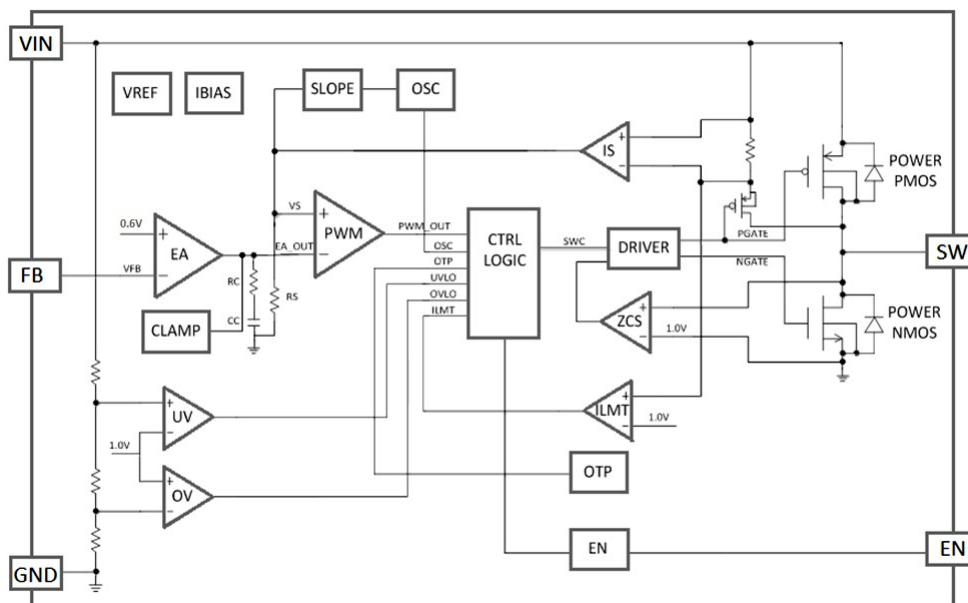 VIN
VREF
IBIAS
SLOPE
OSC
IS
POWER
PMOS
0.6V
VS
EA
EA_OUT
PWM
PWM_OUT
OSC
OTP
UVLO
OVLO
ILMT
CTRL
LOGIC
SWC
DRIVER
PGATE
NGATE
SW
FB
VFB
RC
CC
RS
CLAMP
ZCS
1.0V
POWER
NMOS
UV
1.0V
OV
ILMT
1.0V
OTP
EN
EN
GND